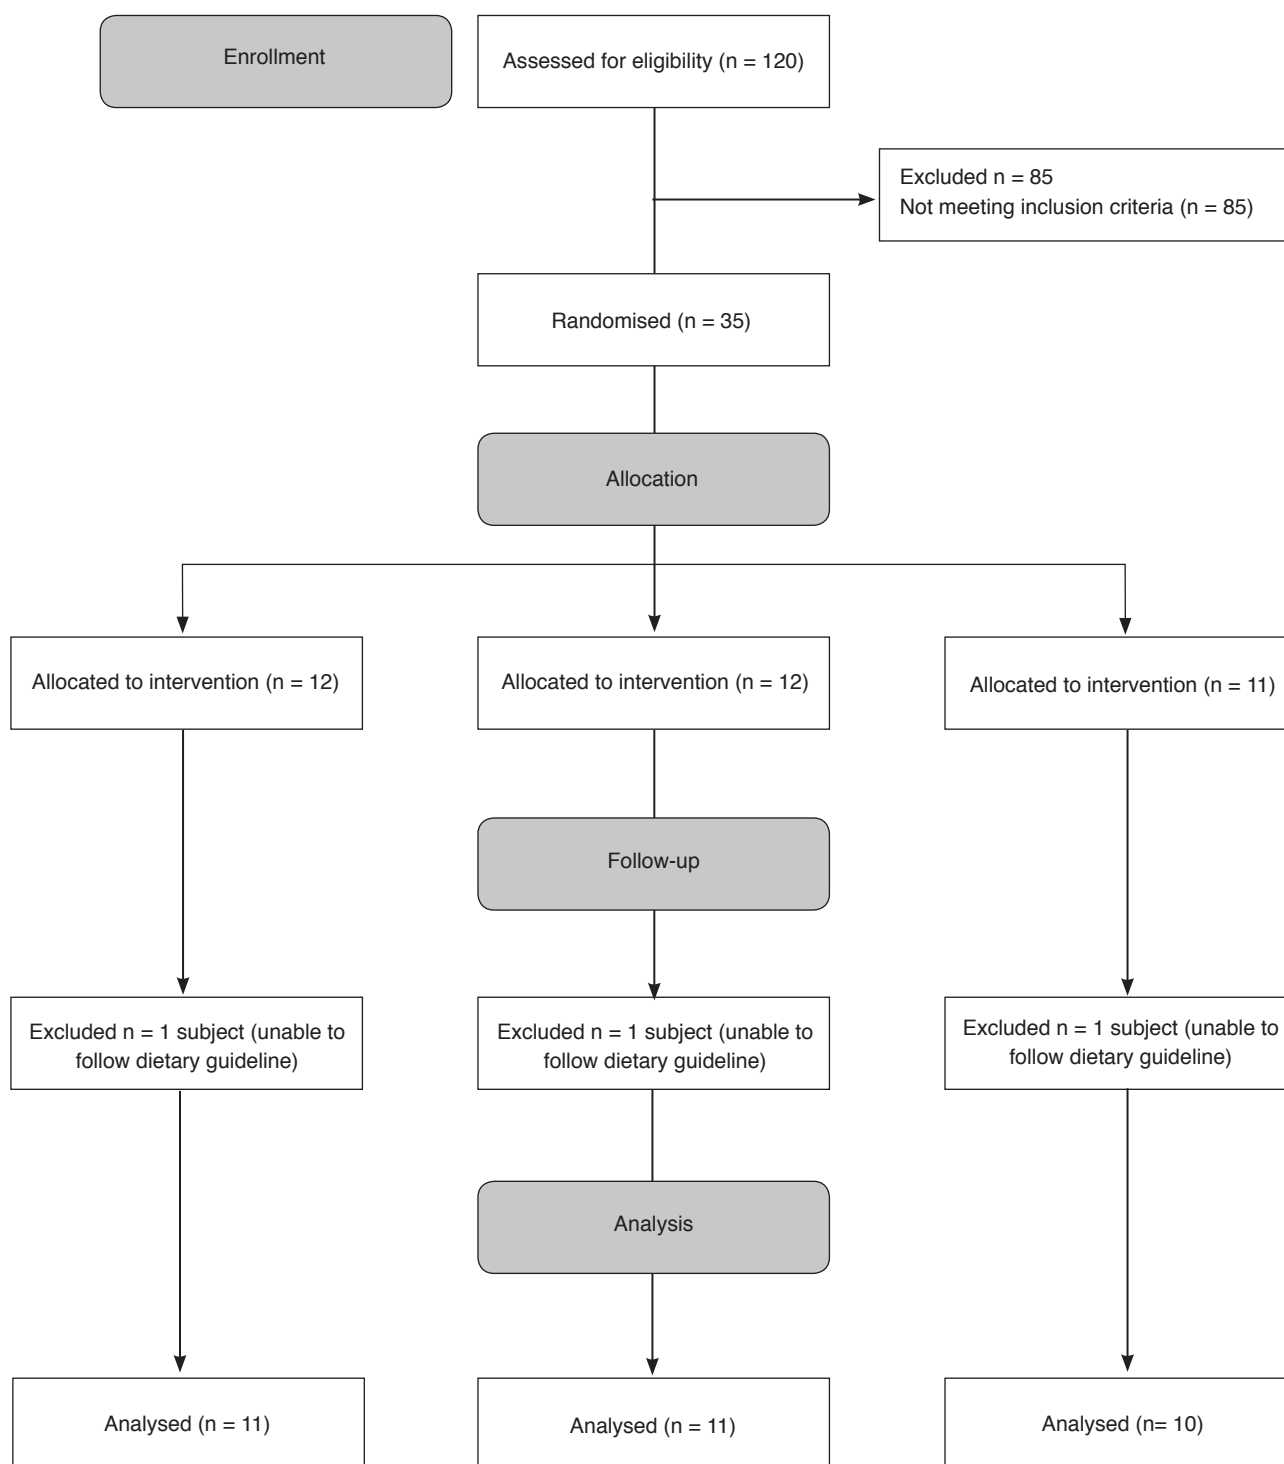 Enrollment
Assessed for eligibility (n = 120)
Excluded n = 85
Not meeting inclusion criteria (n = 85)
Randomised (n = 35)
Allocation
Allocated to intervention (n = 12)
Allocated to intervention (n = 12)
Allocated to intervention (n = 11)
Follow-up
Excluded n = 1 subject (unable to
follow dietary guideline)
Excluded n = 1 subject (unable to
follow dietary guideline)
Excluded n = 1 subject (unable to
follow dietary guideline)
Analysis
Analysed (n = 11)
Analysed (n = 11)
Analysed (n= 10)